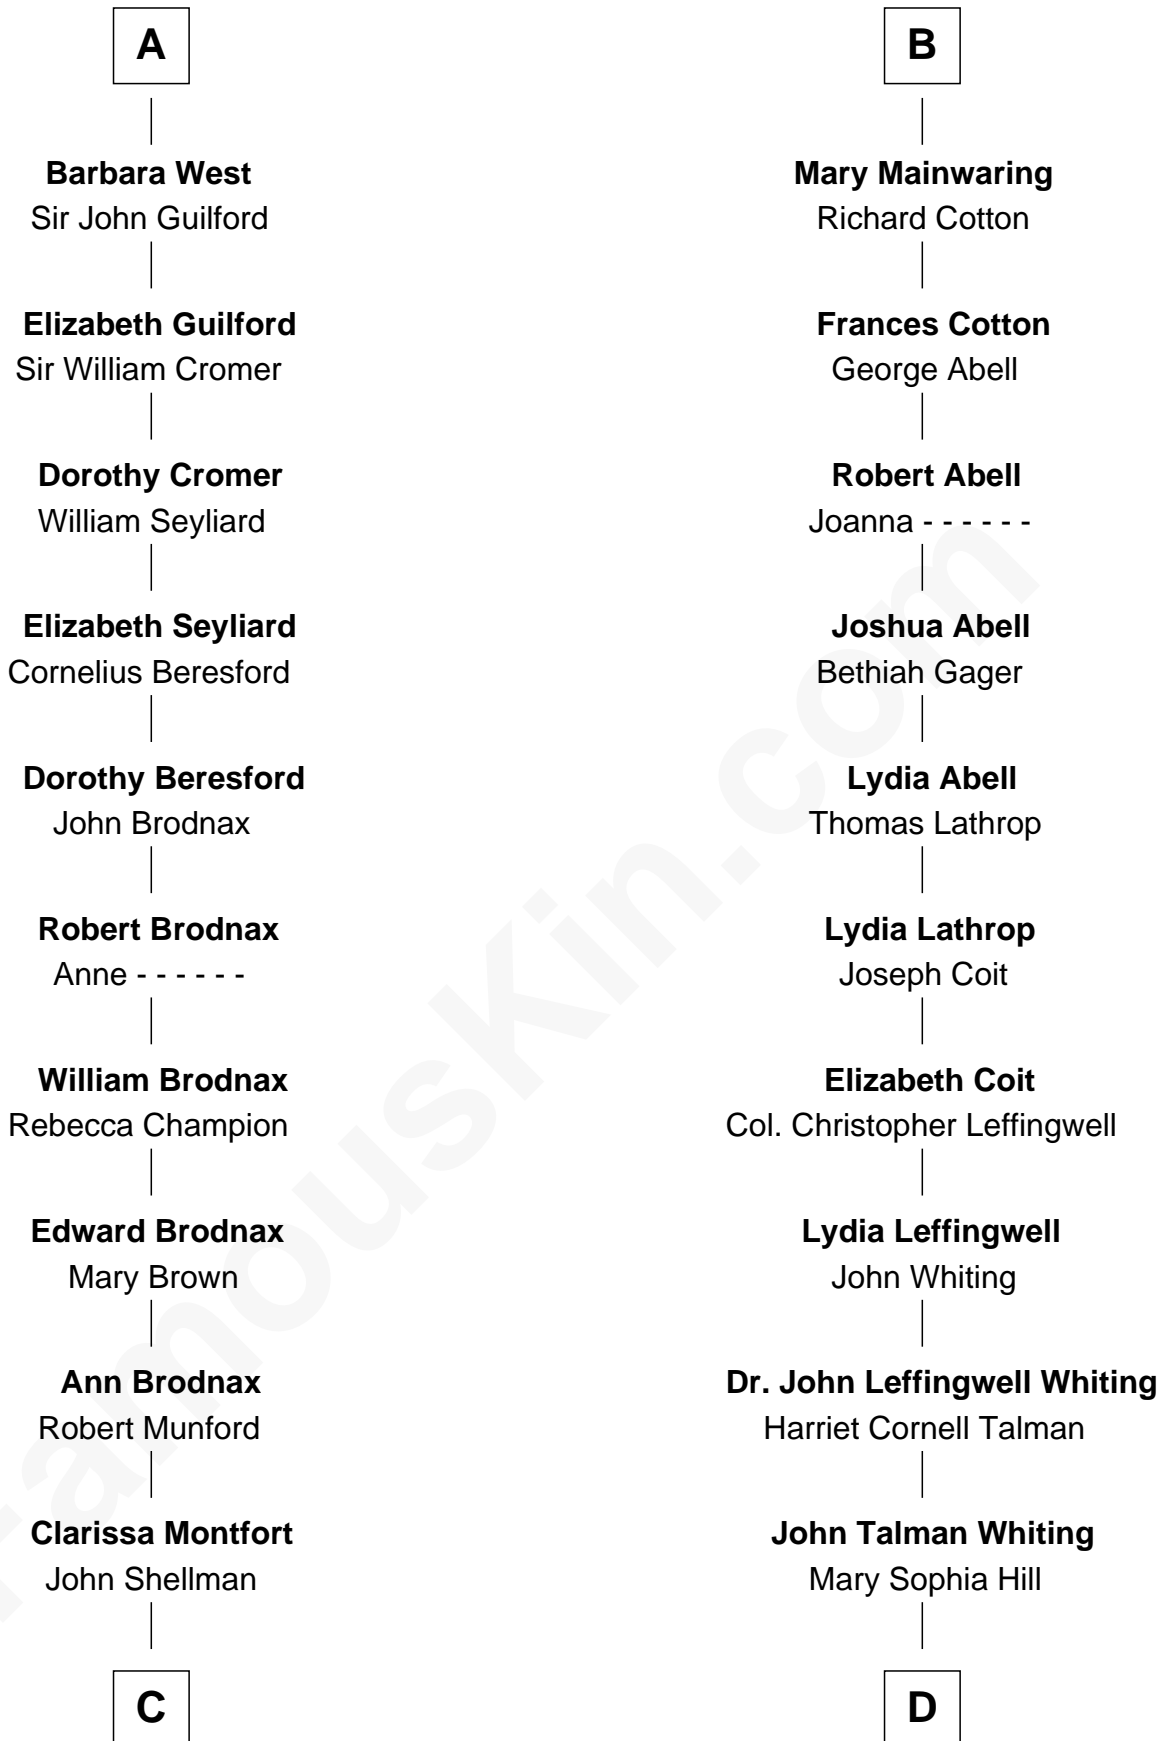 A
Barbara West
Sir John Guilford
Elizabeth Guilford
Sir William Cromer
Dorothy Cromer
William Seyliard
Elizabeth Seyliard
Cornelius Beresford
Dorothy Beresford
John Brodnax
Robert Brodnax
Anne - - - - - -
William Brodnax
Rebecca Champion
Edward Brodnax
Mary Brown
Ann Brodnax
Robert Munford
Clarissa Montfort
John Shellman
C
B
Mary Mainwaring
Richard Cotton
Frances Cotton
George Abell
Robert Abell
Joanna - - - - - -
Joshua Abell
Bethiah Gager
Lydia Abell
Thomas Lathrop
Lydia Lathrop
Joseph Coit
Elizabeth Coit
Col. Christopher Leffingwell
Lydia Leffingwell
John Whiting
Dr. John Leffingwell Whiting
Harriet Cornell Talman
John Talman Whiting
Mary Sophia Hill
D
FamousKin.com